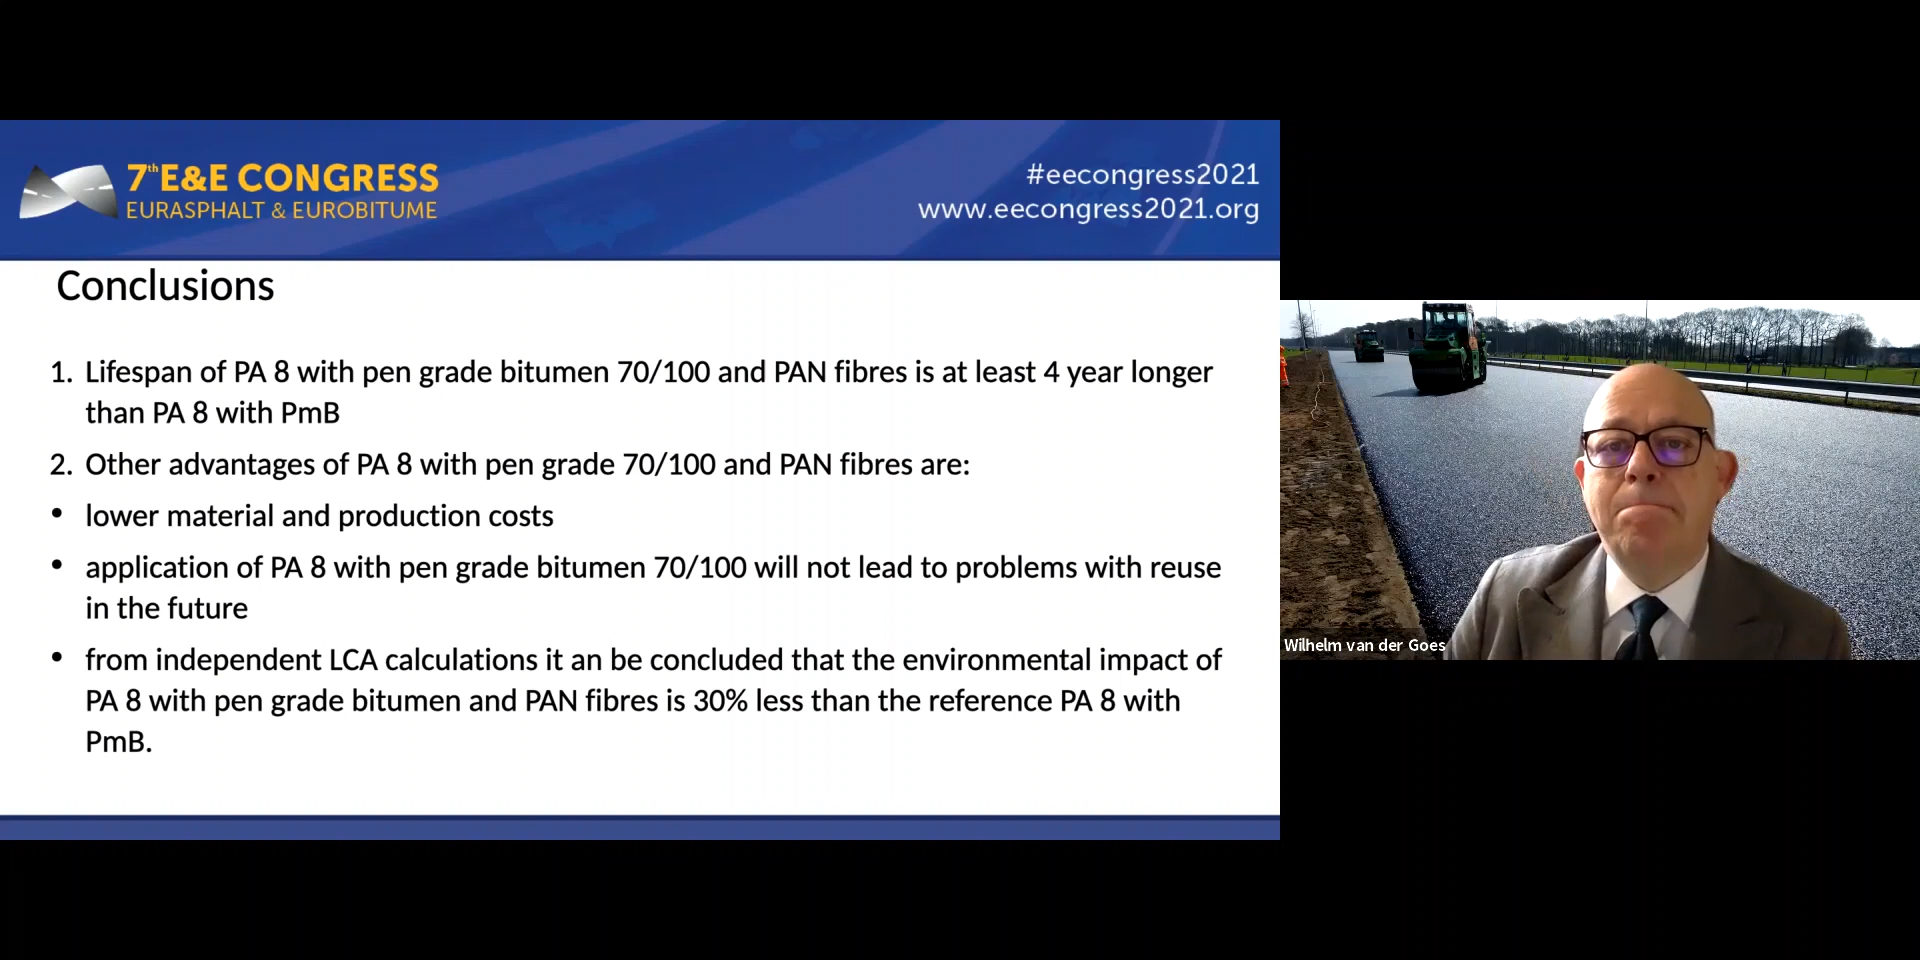 7th E&E CONGRESS
EURASPHALT & EUROBITUME
#eecongress2021
www.eecongress2021.org
Conclusions
1. Lifespan of PA 8 with pen grade bitumen 70/100 and PAN fibres is at least 4 year longer
than PA 8 with PmB
2. Other advantages of PA 8 with pen grade 70/100 and PAN fibres are:
• lower material and production costs
• application of PA 8 with pen grade bitumen 70/100 will not lead to problems with reuse
in the future
• from independent LCA calculations it an be concluded that the environmental impact of
PA 8 with pen grade bitumen and PAN fibres is 30% less than the reference PA 8 with
PmB.
Wilhelm van der Goes